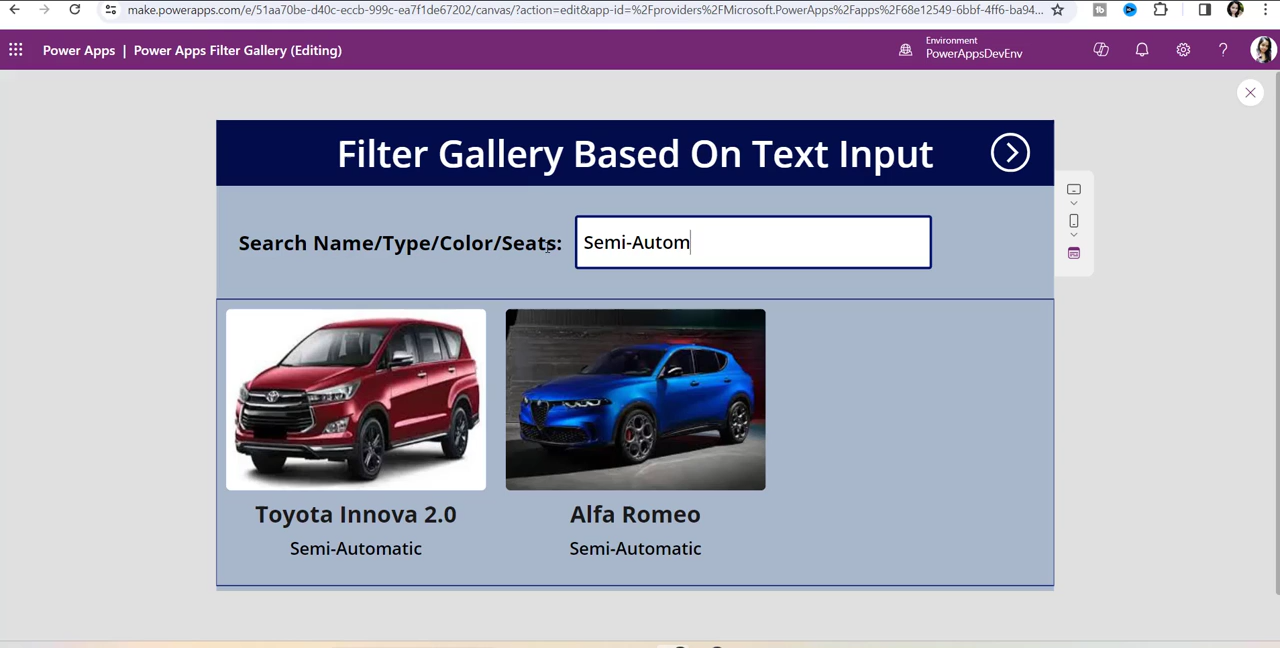 make.powerapps.com/e/51aa70be-d40c-eccb-999c-ea7f1de67202/canvas/?action=edit&app-id=%2Fproviders%2FMicrosoft.PowerApps%2Fapps%2F68e12549-6bbf-4ff6-ba94...
Power Apps | Power Apps Filter Gallery (Editing)
Environment
PowerAppsDevEnv
Filter Gallery Based On Text Input
Search Name/Type/Color/Seats:
Semi-Autom
Toyota Innova 2.0
Alfa Romeo
Semi-Automatic
Semi-Automatic